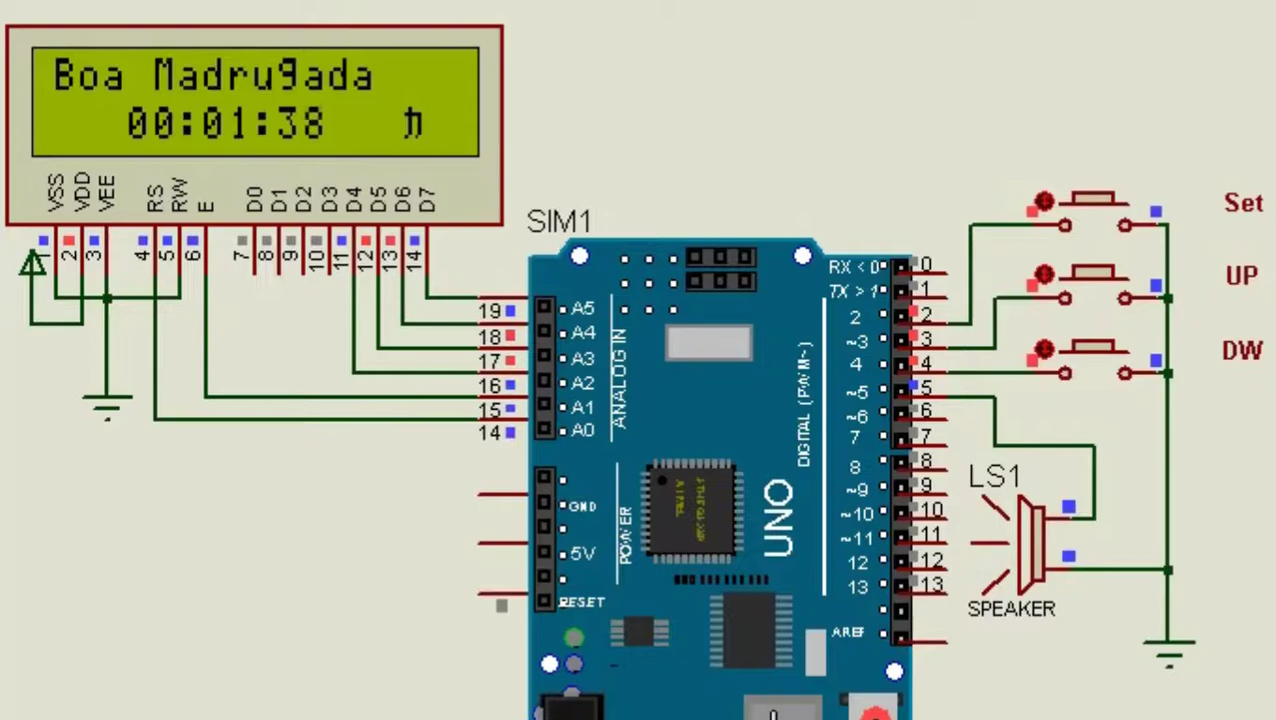 Boa Madrugada
00:01:38 カ
VSS VDD VEE RS RW E D0 D1 D2 D3 D4 D5 D6 D7
1 2 3 4 5 6 7 8 9 10 11 12 13 14
SIM1
19 A5
18 A4
17 A3
16 A2
15 A1
14 A0
ANALOG IN
GND
5V
POWER
RESET
UNO
DIGITAL (PWM~)
RX < 0 0
TX > 1 1
2 2
~3 3
4 4
~5 5
~6 6
7 7
8 8
~9 9
~10 10
~11 11
12 12
13 13
AREF
Set
UP
DW
LS1
SPEAKER